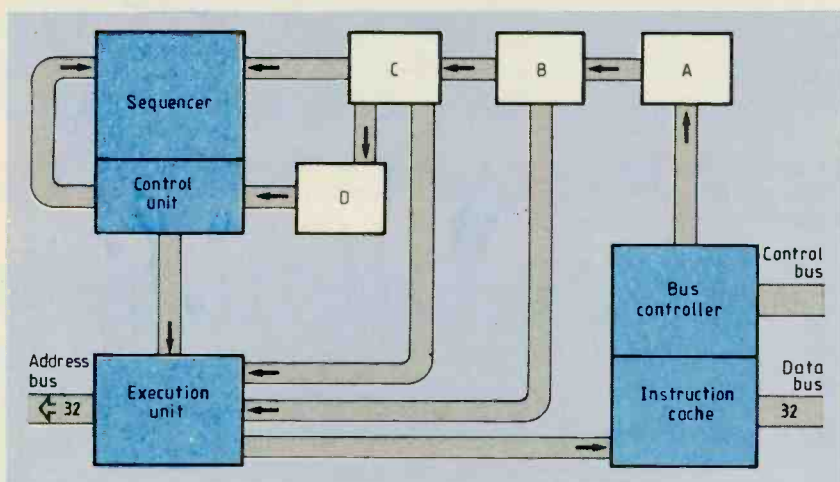 Sequencer
C
B
A
Control
unit
D
Control
bus
Bus
controller
Address
bus
32
Execution
unit
Instruction
cache
Data
bus
32